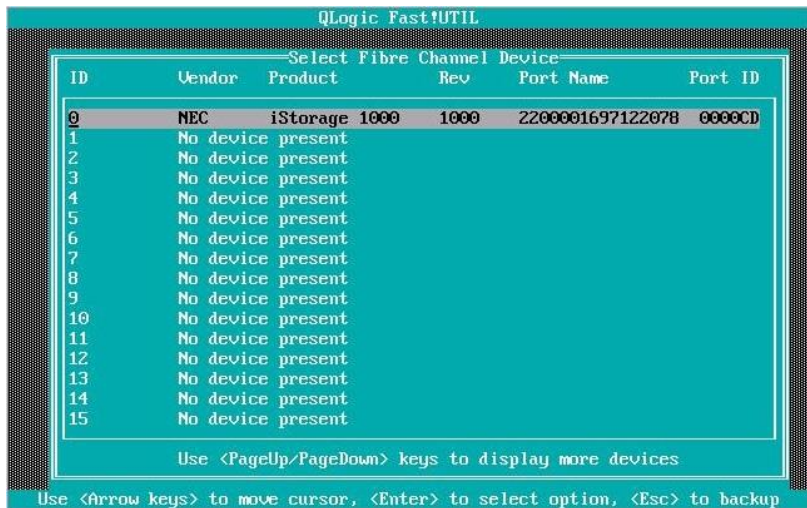 QLogic Fast!UTIL
Select Fibre Channel Device
ID Vendor Product Rev Port Name Port ID
0 NEC iStorage 1000 1000 2200001697122078 0000CD
1 No device present
2 No device present
3 No device present
4 No device present
5 No device present
6 No device present
7 No device present
8 No device present
9 No device present
10 No device present
11 No device present
12 No device present
13 No device present
14 No device present
15 No device present
Use <PageUp/PageDown> keys to display more devices
Use <Arrow keys> to move cursor, <Enter> to select option, <Esc> to backup